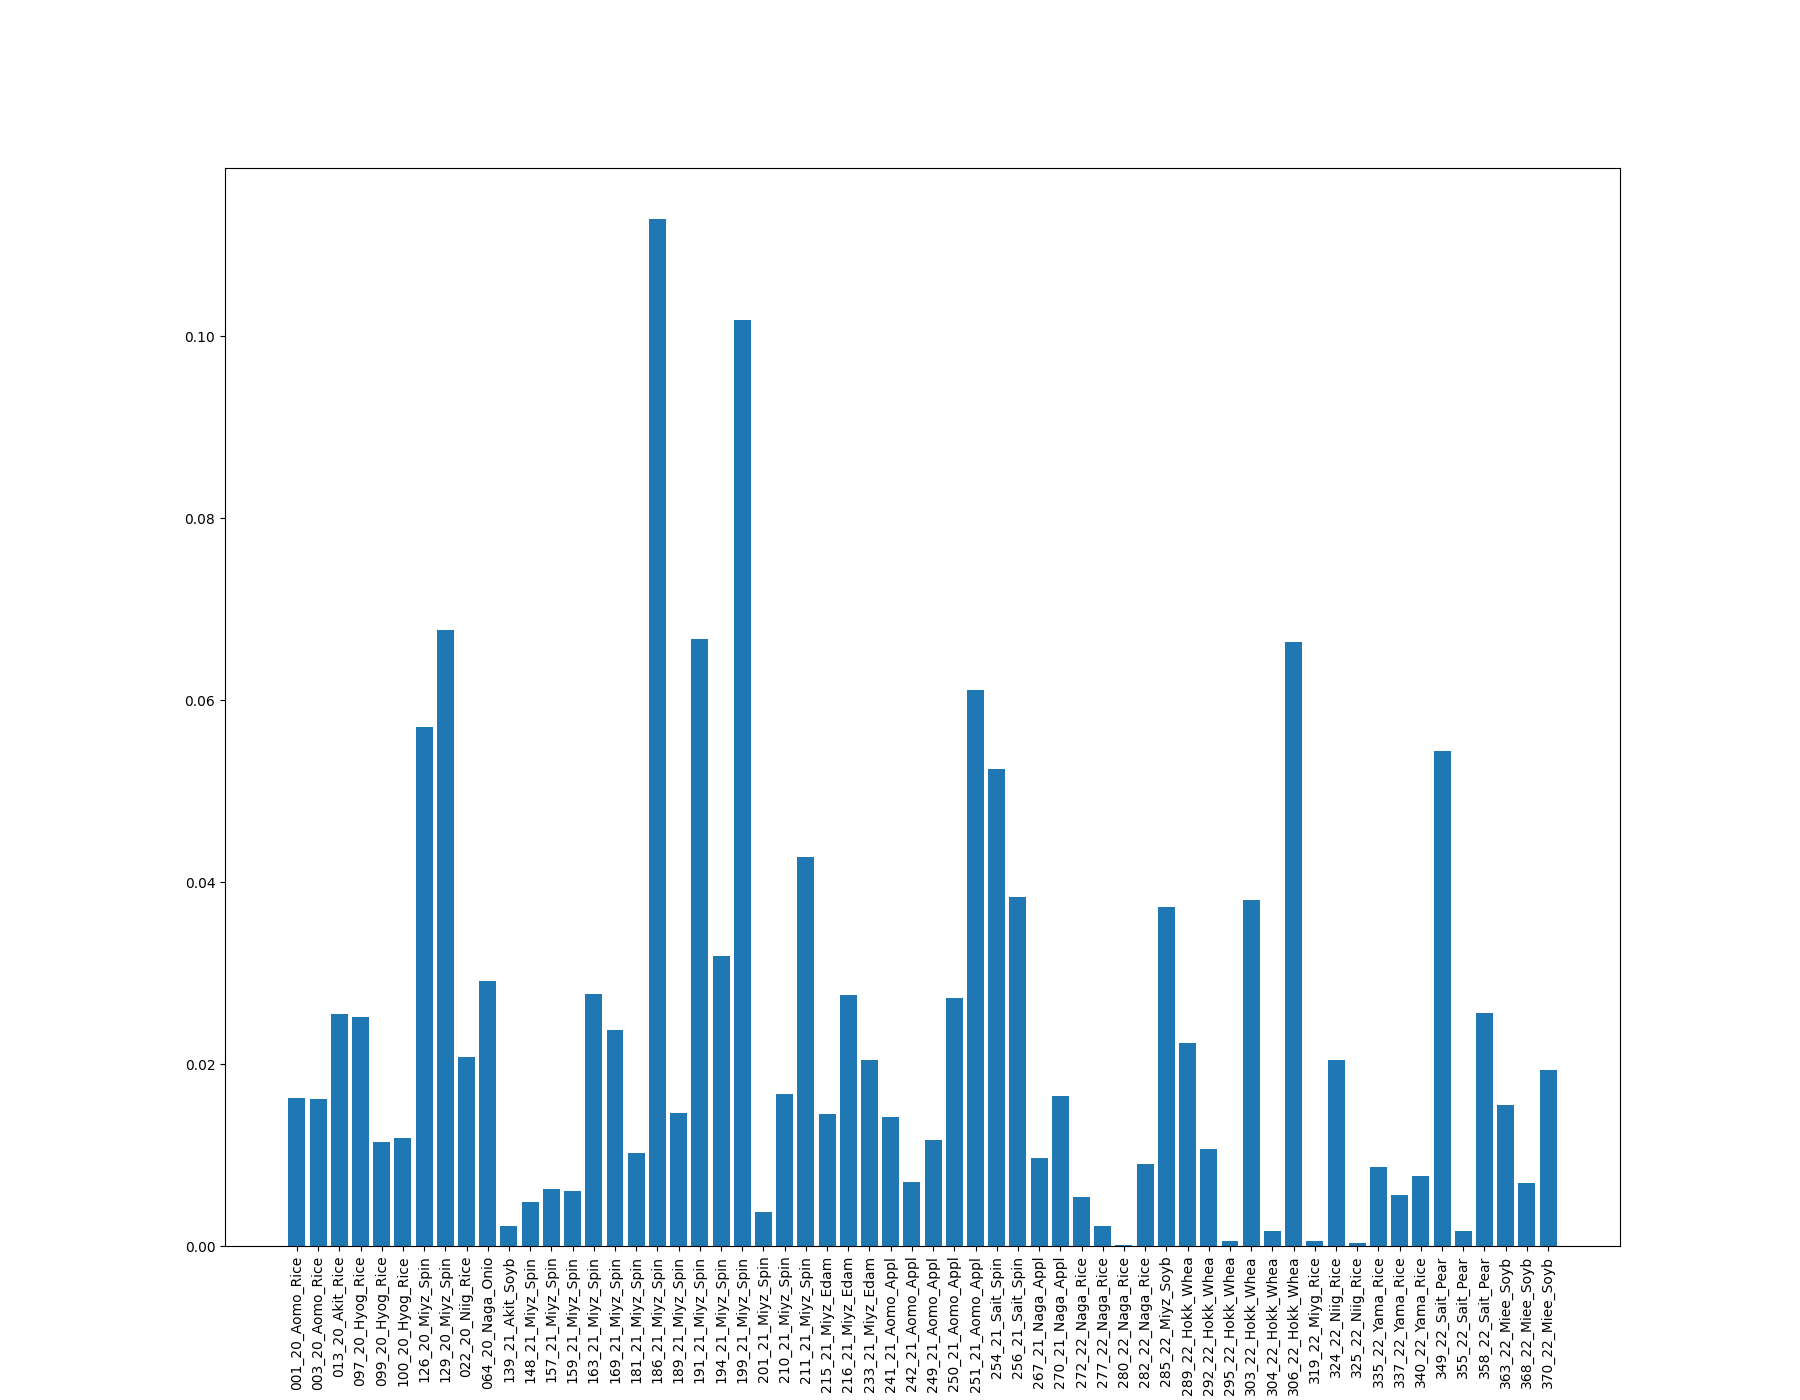 0.10
0.08
0.06
0.04
0.02
0.00
001_20_Aomo_Rice
003_20_Aomo_Rice
013_20_Akit_Rice
097_20_Hyog_Rice
099_20_Hyog_Rice
100_20_Hyog_Rice
126_20_Miyz_Spin
129_20_Miyz_Spin
022_20_Niig_Rice
064_20_Naga_Onio
139_21_Akit_Soyb
148_21_Miyz_Spin
157_21_Miyz_Spin
159_21_Miyz_Spin
163_21_Miyz_Spin
169_21_Miyz_Spin
181_21_Miyz_Spin
186_21_Miyz_Spin
189_21_Miyz_Spin
191_21_Miyz_Spin
194_21_Miyz_Spin
199_21_Miyz_Spin
201_21_Miyz_Spin
210_21_Miyz_Spin
211_21_Miyz_Spin
215_21_Miyz_Edam
216_21_Miyz_Edam
233_21_Miyz_Edam
241_21_Aomo_Appl
242_21_Aomo_Appl
249_21_Aomo_Appl
250_21_Aomo_Appl
251_21_Aomo_Appl
254_21_Sait_Spin
256_21_Sait_Spin
267_21_Naga_Appl
270_21_Naga_Appl
272_22_Naga_Rice
277_22_Naga_Rice
280_22_Naga_Rice
282_22_Naga_Rice
285_22_Miyz_Soyb
289_22_Hokk_Whea
292_22_Hokk_Whea
295_22_Hokk_Whea
303_22_Hokk_Whea
304_22_Hokk_Whea
306_22_Hokk_Whea
319_22_Miyg_Rice
324_22_Niig_Rice
325_22_Niig_Rice
335_22_Yama_Rice
337_22_Yama_Rice
340_22_Yama_Rice
349_22_Sait_Pear
355_22_Sait_Pear
358_22_Sait_Pear
363_22_Miee_Soyb
368_22_Miee_Soyb
370_22_Miee_Soyb